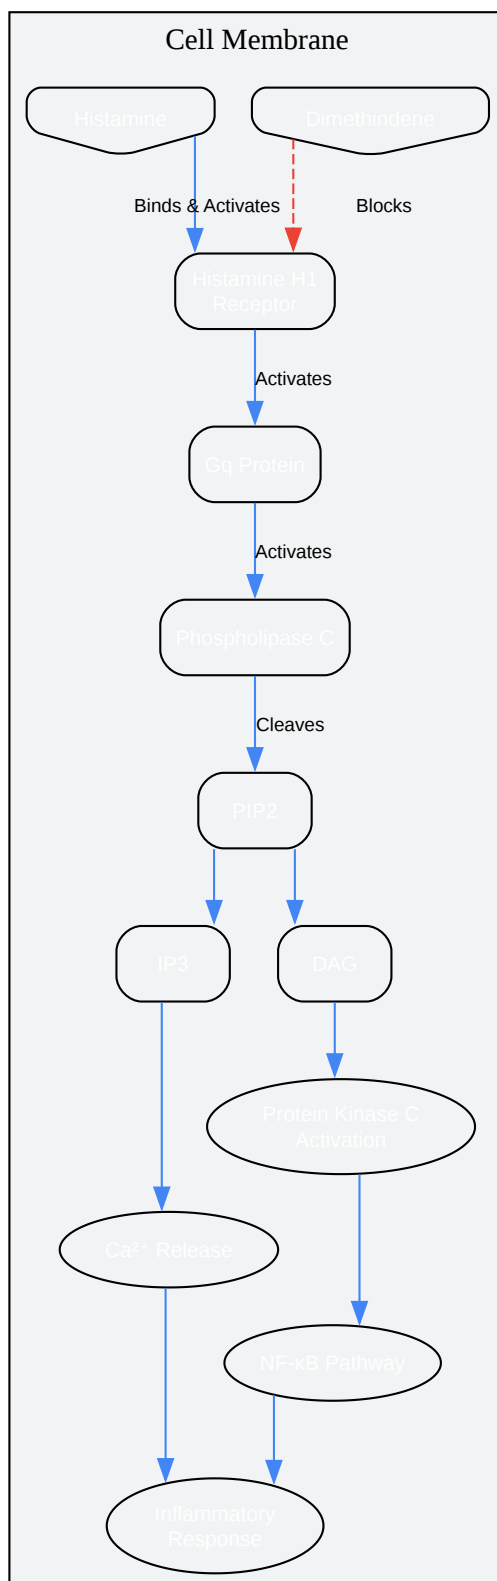 Cell Membrane
Histamine
Dimethindene
Binds & Activates
Blocks
Histamine H1
Receptor
Activates
Gq Protein
Activates
Phospholipase C
Cleaves
PIP2
IP3
DAG
Protein Kinase C
Activation
Ca²⁺ Release
NF-κB Pathway
Inflammatory
Response